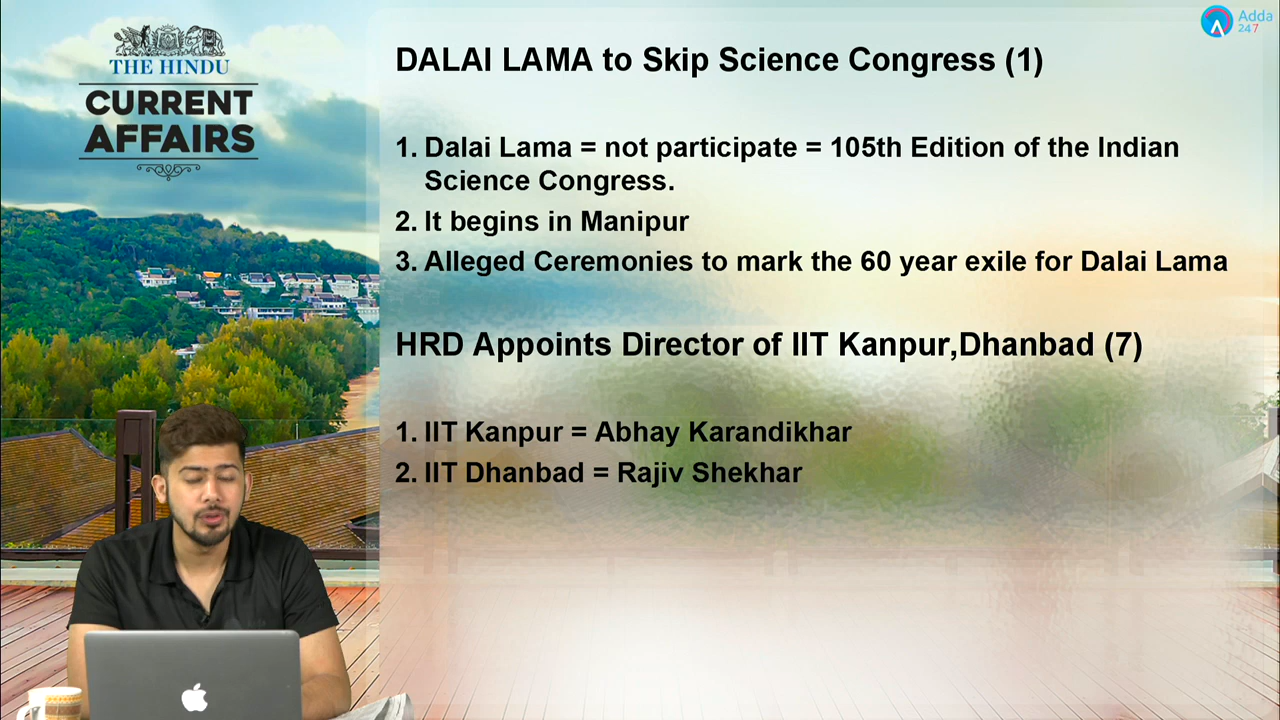 THE HINDU
CURRENT
AFFAIRS
Adda
247
DALAI LAMA to Skip Science Congress (1)
1. Dalai Lama = not participate = 105th Edition of the Indian
Science Congress.
2. It begins in Manipur
3. Alleged Ceremonies to mark the 60 year exile for Dalai Lama
HRD Appoints Director of IIT Kanpur,Dhanbad (7)
1. IIT Kanpur = Abhay Karandikhar
2. IIT Dhanbad = Rajiv Shekhar